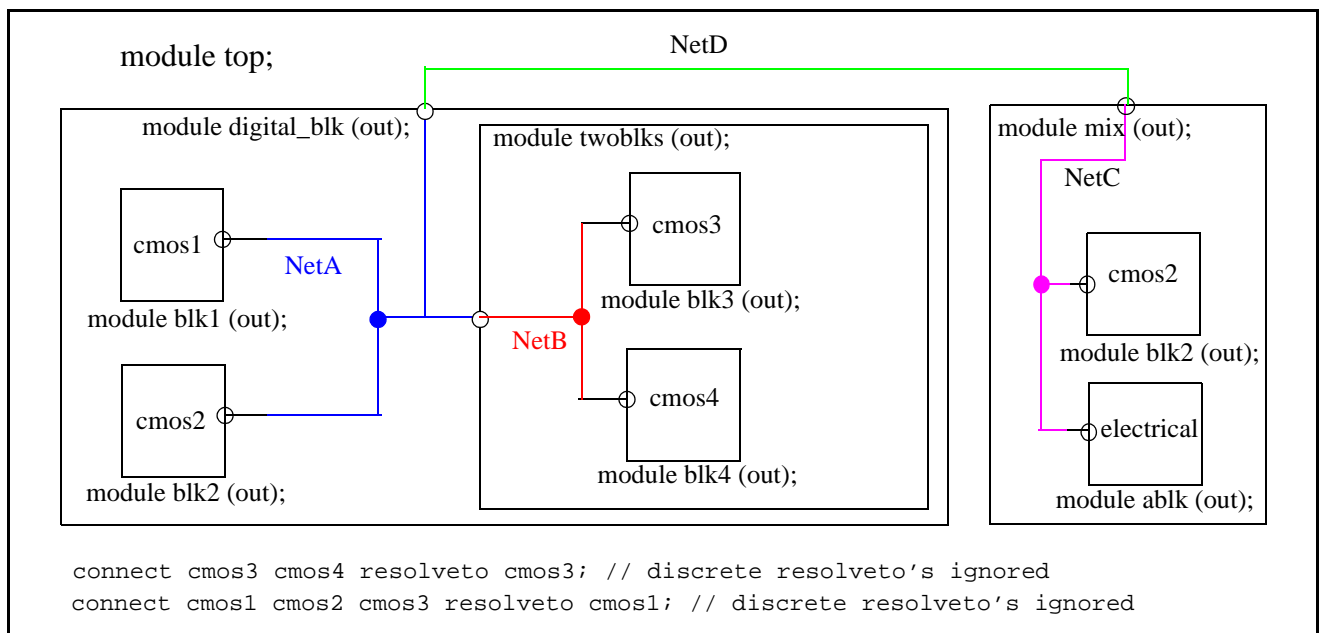 module top;
NetD
module digital_blk (out);
module twoblks (out);
module mix (out);
NetC
cmos1
NetA
module blk1 (out);
cmos2
module blk2 (out);
cmos3
module blk3 (out);
NetB
cmos4
module blk4 (out);
cmos2
module blk2 (out);
electrical
module ablk (out);
connect cmos3 cmos4 resolveto cmos3; // discrete resolveto’s ignored
connect cmos1 cmos2 cmos3 resolveto cmos1; // discrete resolveto’s ignored